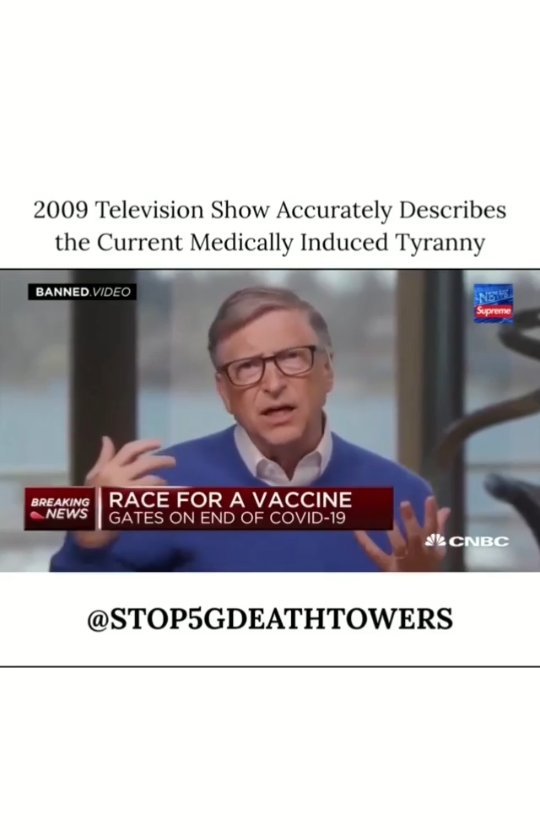 2009 Television Show Accurately Describes
the Current Medically Induced Tyranny
BANNED.VIDEO
NEWS
Supreme
BREAKING
NEWS
RACE FOR A VACCINE
GATES ON END OF COVID-19
CNBC
@STOP5GDEATHTOWERS